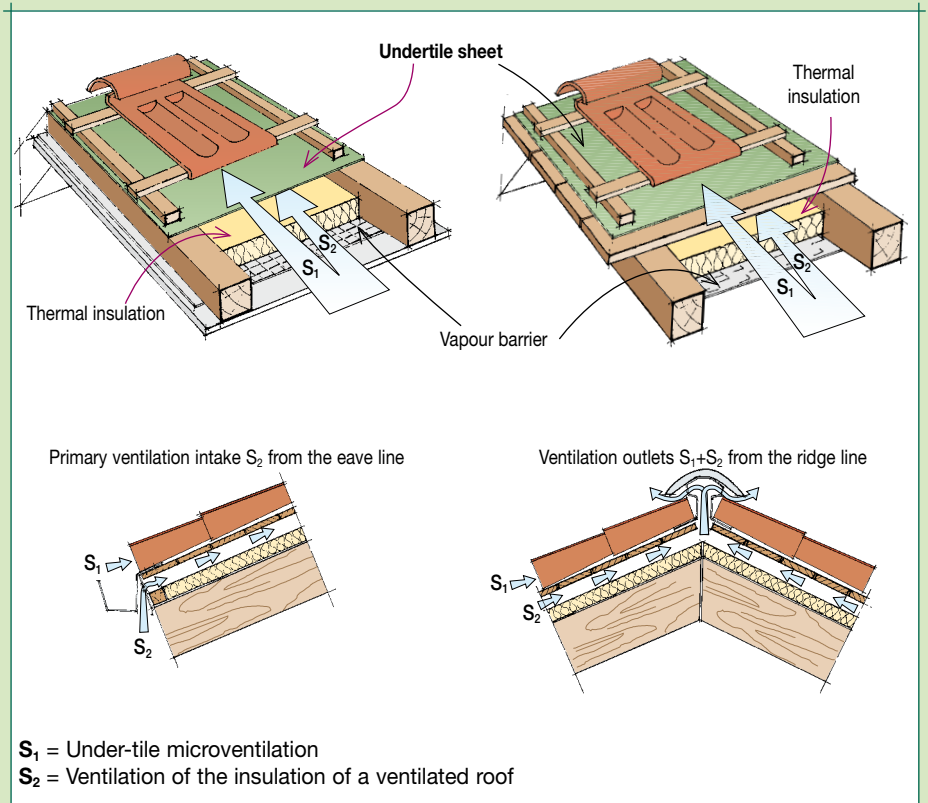 Undertile sheet
Thermal
insulation
S₂
S₁
S₂
S₁
Thermal insulation
Vapour barrier
Primary ventilation intake S₂ from the eave line
Ventilation outlets S₁+S₂ from the ridge line
S₁
S₂
S₁
S₂
S₁ = Under-tile microventilation
S₂ = Ventilation of the insulation of a ventilated roof